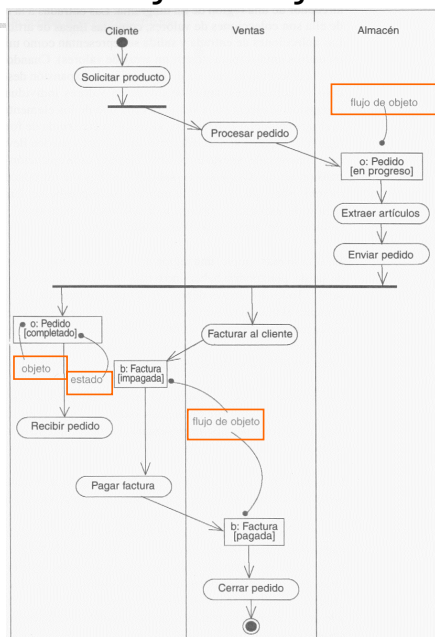 Cliente
Ventas
Almacén
Solicitar producto
flujo de objeto
Procesar pedido
o: Pedido
[en progreso]
Extraer artículos
Enviar pedido
o: Pedido
[completado]
Facturar al cliente
objeto
estado
b: Factura
[impagada]
Recibir pedido
flujo de objeto
Pagar factura
b: Factura
[pagada]
Cerrar pedido